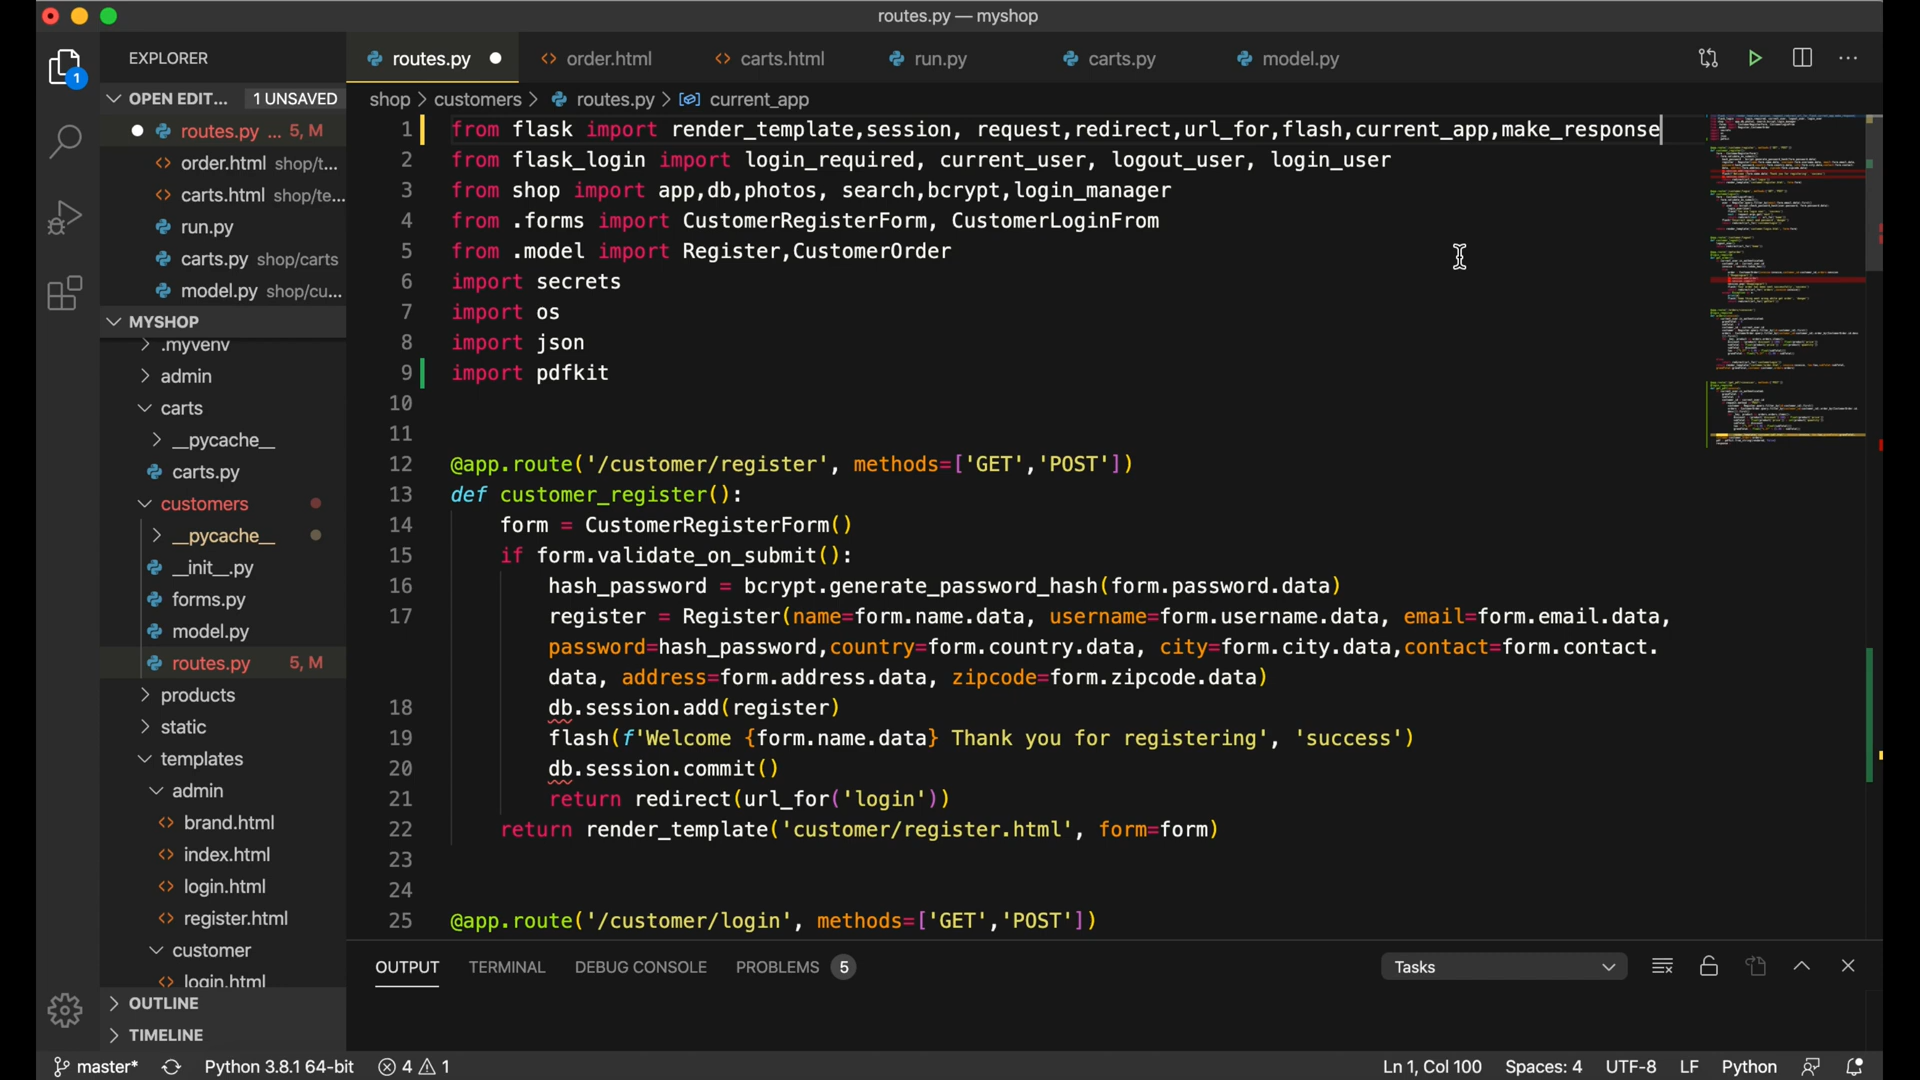 routes.py — myshop
EXPLORER
routes.py
order.html
carts.html
run.py
carts.py
model.py
1
OPEN EDIT...
1 UNSAVED
routes.py ... 5, M
order.html shop/t...
carts.html shop/te...
run.py
carts.py shop/carts
model.py shop/cu...
MYSHOP
.myvenv
admin
carts
__pycache__
carts.py
customers
__pycache__
__init__.py
forms.py
model.py
routes.py 5, M
products
static
templates
admin
brand.html
index.html
login.html
register.html
customer
login.html
OUTLINE
TIMELINE
shop > customers > routes.py > current_app
1 from flask import render_template,session, request,redirect,url_for,flash,current_app,make_response
2 from flask_login import login_required, current_user, logout_user, login_user
3 from shop import app,db,photos, search,bcrypt,login_manager
4 from .forms import CustomerRegisterForm, CustomerLoginFrom
5 from .model import Register,CustomerOrder
6 import secrets
7 import os
8 import json
9 import pdfkit
10
11
12 @app.route('/customer/register', methods=['GET','POST'])
13 def customer_register():
14 form = CustomerRegisterForm()
15 if form.validate_on_submit():
16 hash_password = bcrypt.generate_password_hash(form.password.data)
17 register = Register(name=form.name.data, username=form.username.data, email=form.email.data,
password=hash_password,country=form.country.data, city=form.city.data,contact=form.contact.
data, address=form.address.data, zipcode=form.zipcode.data)
18 db.session.add(register)
19 flash(f'Welcome {form.name.data} Thank you for registering', 'success')
20 db.session.commit()
21 return redirect(url_for('login'))
22 return render_template('customer/register.html', form=form)
23
24
25 @app.route('/customer/login', methods=['GET','POST'])
OUTPUT
TERMINAL
DEBUG CONSOLE
PROBLEMS 5
Tasks
master*
Python 3.8.1 64-bit
4
1
Ln 1, Col 100
Spaces: 4
UTF-8
LF
Python